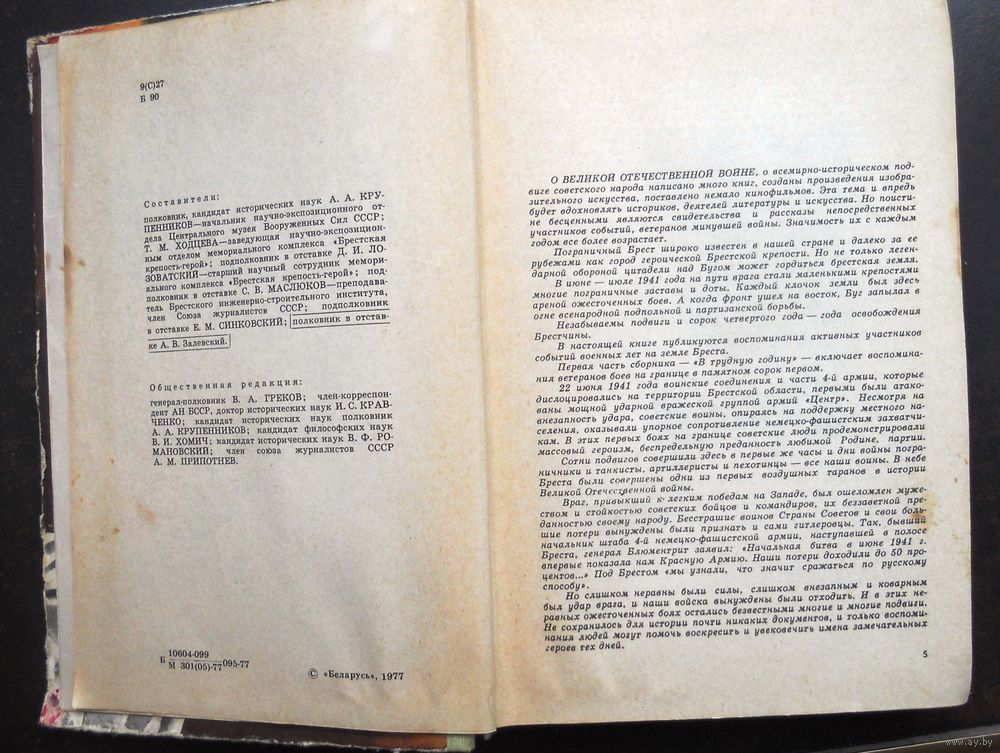 9(С)27
Б 90
Составители:
полковник, кандидат исторических наук А. А. КРУ-
ПЕННИКОВ—начальник научно-экспозиционного от-
дела Центрального музея Вооруженных Сил СССР;
Т. М. ХОДЦЕВА—заведующая научно-экспозицион-
ным отделом мемориального комплекса «Брестская
крепость-герой»; подполковник в отставке Д. И. ЛО-
ЗОВАТСКИЙ—старший научный сотрудник мемори-
ального комплекса «Брестская крепость-герой»; под-
полковник в отставке С. В. МАСЛЮКОВ—преподава-
тель Брестского инженерно-строительного института,
член Союза журналистов СССР; подполковник
в отставке Е. М. СИНКОВСКИЙ; полковник в отстав-
ке А. В. Залевский.
Общественная редакция:
генерал-полковник В. А. ГРЕКОВ; член-корреспон-
дент АН БССР, доктор исторических наук И. С. КРАВ-
ЧЕНКО; кандидат исторических наук полковник
А. А. КРУПЕННИКОВ; кандидат философских наук
В. И. ХОМИЧ; кандидат исторических наук В. Ф. РО-
МАНОВСКИЙ; член союза журналистов СССР
А. М. ПРИПОТНЕВ.
Б 10604-099
М 301(05)-77 095-77
© «Беларусь», 1977
О ВЕЛИКОЙ ОТЕЧЕСТВЕННОЙ ВОЙНЕ, о всемирно-историческом под-
виге советского народа написано много книг, созданы произведения изобра-
зительного искусства, поставлено немало кинофильмов. Эта тема и впредь
будет вдохновлять историков, деятелей литературы и искусства. Но поисти-
не бесценными являются свидетельства и рассказы непосредственных
участников событий, ветеранов минувшей войны. Значимость их с каждым
годом все более возрастает.
Пограничный Брест широко известен в нашей стране и далеко за ее
рубежами как город героической Брестской крепости. Но не только леген-
дарной обороной цитадели над Бугом может гордиться брестская земля.
В июне — июле 1941 года на пути врага стали маленькими крепостями
многие пограничные заставы и доты. Каждый клочок земли был здесь
ареной ожесточенных боев. А когда фронт ушел на восток, Буг запылал в
огне всенародной подпольной и партизанской борьбы.
Незабываемы подвиги и сорок четвертого года — года освобождения
Брестчины.
В настоящей книге публикуются воспоминания активных участников
событий военных лет на земле Бреста.
Первая часть сборника — «В трудную годину» — включает воспомина-
ния ветеранов боев на границе в памятном сорок первом.
22 июня 1941 года воинские соединения и части 4-й армии, которые
дислоцировались на территории Брестской области, первыми были атако-
ваны мощной ударной вражеской группой армий «Центр». Несмотря на
внезапность удара, советские воины, опираясь на поддержку местного на-
селения, оказывали упорное сопротивление немецко-фашистским захватчи-
кам. В этих первых боях на границе советские люди продемонстрировали
массовый героизм, беспредельную преданность любимой Родине, партии.
Сотни подвигов совершили здесь в первые же часы и дни войны погра-
ничники и танкисты, артиллеристы и пехотинцы — все наши воины. В небе
Бреста были совершены одни из первых воздушных таранов в истории
Великой Отечественной войны.
Враг, привыкший к легким победам на Западе, был ошеломлен муже-
ством и стойкостью советских бойцов и командиров, их беззаветной пре-
данностью своему народу. Бесстрашие воинов Страны Советов и свои боль-
шие потери вынуждены были признать и сами гитлеровцы. Так, бывший
начальник штаба 4-й немецко-фашистской армии, наступавшей в полосе
Бреста, генерал Блюментрит заявил: «Начальная битва в июне 1941 г.
впервые показала нам Красную Армию. Наши потери доходили до 50 про-
центов...» Под Брестом «мы узнали, что значит сражаться по русскому
способу».
Но слишком неравны были силы, слишком внезапным и коварным
был удар врага, и наши войска вынуждены были отходить. И в этих не-
равных ожесточенных боях остались безвестными многие и многие подвиги.
Не сохранилось для истории почти никаких документов, и только воспоми-
нания людей могут помочь воскресить и увековечить имена замечательных
героев тех дней.
5
www.ay.by